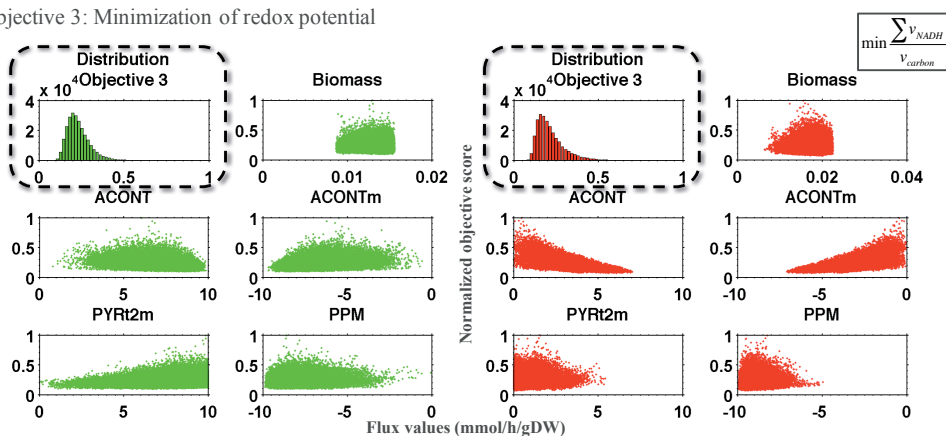 bjective 3: Minimization of redox potential
min ∑ v_NADH / v_carbon
Distribution
x 10⁴ Objective 3
4
2
0
0 0.5 1
Biomass
1
0.5
0
0 0.01 0.02
ACONT
1
0.5
0
0 5 10
ACONTm
1
0.5
0
-10 -5 0
PYRt2m
1
0.5
0
0 5 10
PPM
1
0.5
0
-10 -5 0
Normalized objective score
Distribution
x 10⁴ Objective 3
4
2
0
0 0.5 1
Biomass
1
0.5
0
0 0.02 0.04
ACONT
1
0.5
0
0 5 10
ACONTm
1
0.5
0
-10 -5 0
PYRt2m
1
0.5
0
0 5 10
PPM
1
0.5
0
-10 -5 0
Flux values (mmol/h/gDW)